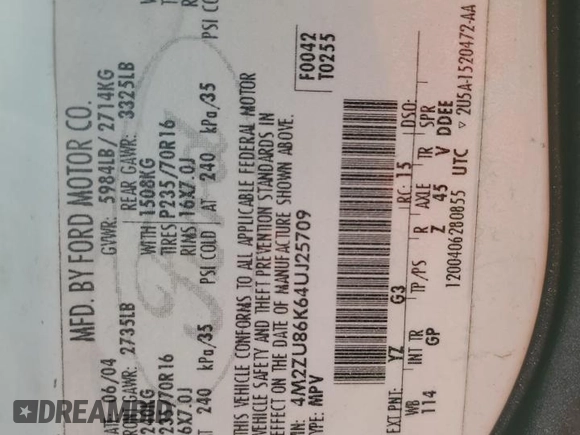 MFD. BY FORD MOTOR CO.
DATE: 06/04 GVWR: 5984LB/ 2714KG
FRONT GAWR: 2735LB REAR GAWR: 3325LB
1240KG WITH 1508KG
P235/70R16 TIRES P235/70R16
16X7.0J RIMS 16X7.0J
240 kPa/35 PSI COLD AT 240 kPa/35 PSI CO
THIS VEHICLE CONFORMS TO ALL APPLICABLE FEDERAL MOTOR
VEHICLE SAFETY AND THEFT PREVENTION STANDARDS IN
EFFECT ON THE DATE OF MANUFACTURE SHOWN ABOVE.
F0042
T0255
VIN: 4M2ZU86K64UJ25709
TYPE: MPV
EXT PNT: YZ G3 RC: 15 DSO:
WB INT TR TP/PS R AXLE TR SPR
114 GP Z 45 V DDEE
1200406280855 UTC ▽ 2U5A-1520472-AA
DREAMBID